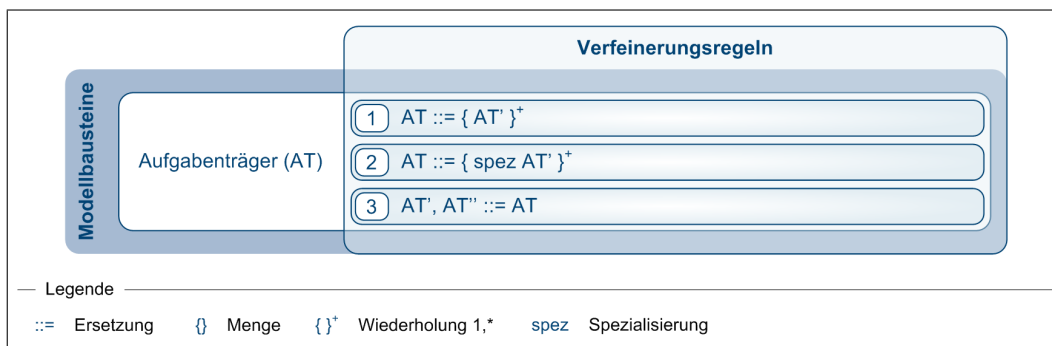 Verfeinerungsregeln
Modellbausteine
Aufgabenträger (AT)
1 AT ::= { AT’ }⁺
2 AT ::= { spez AT’ }⁺
3 AT’, AT’’ ::= AT
Legende
::= Ersetzung {} Menge { }⁺ Wiederholung 1,* spez Spezialisierung